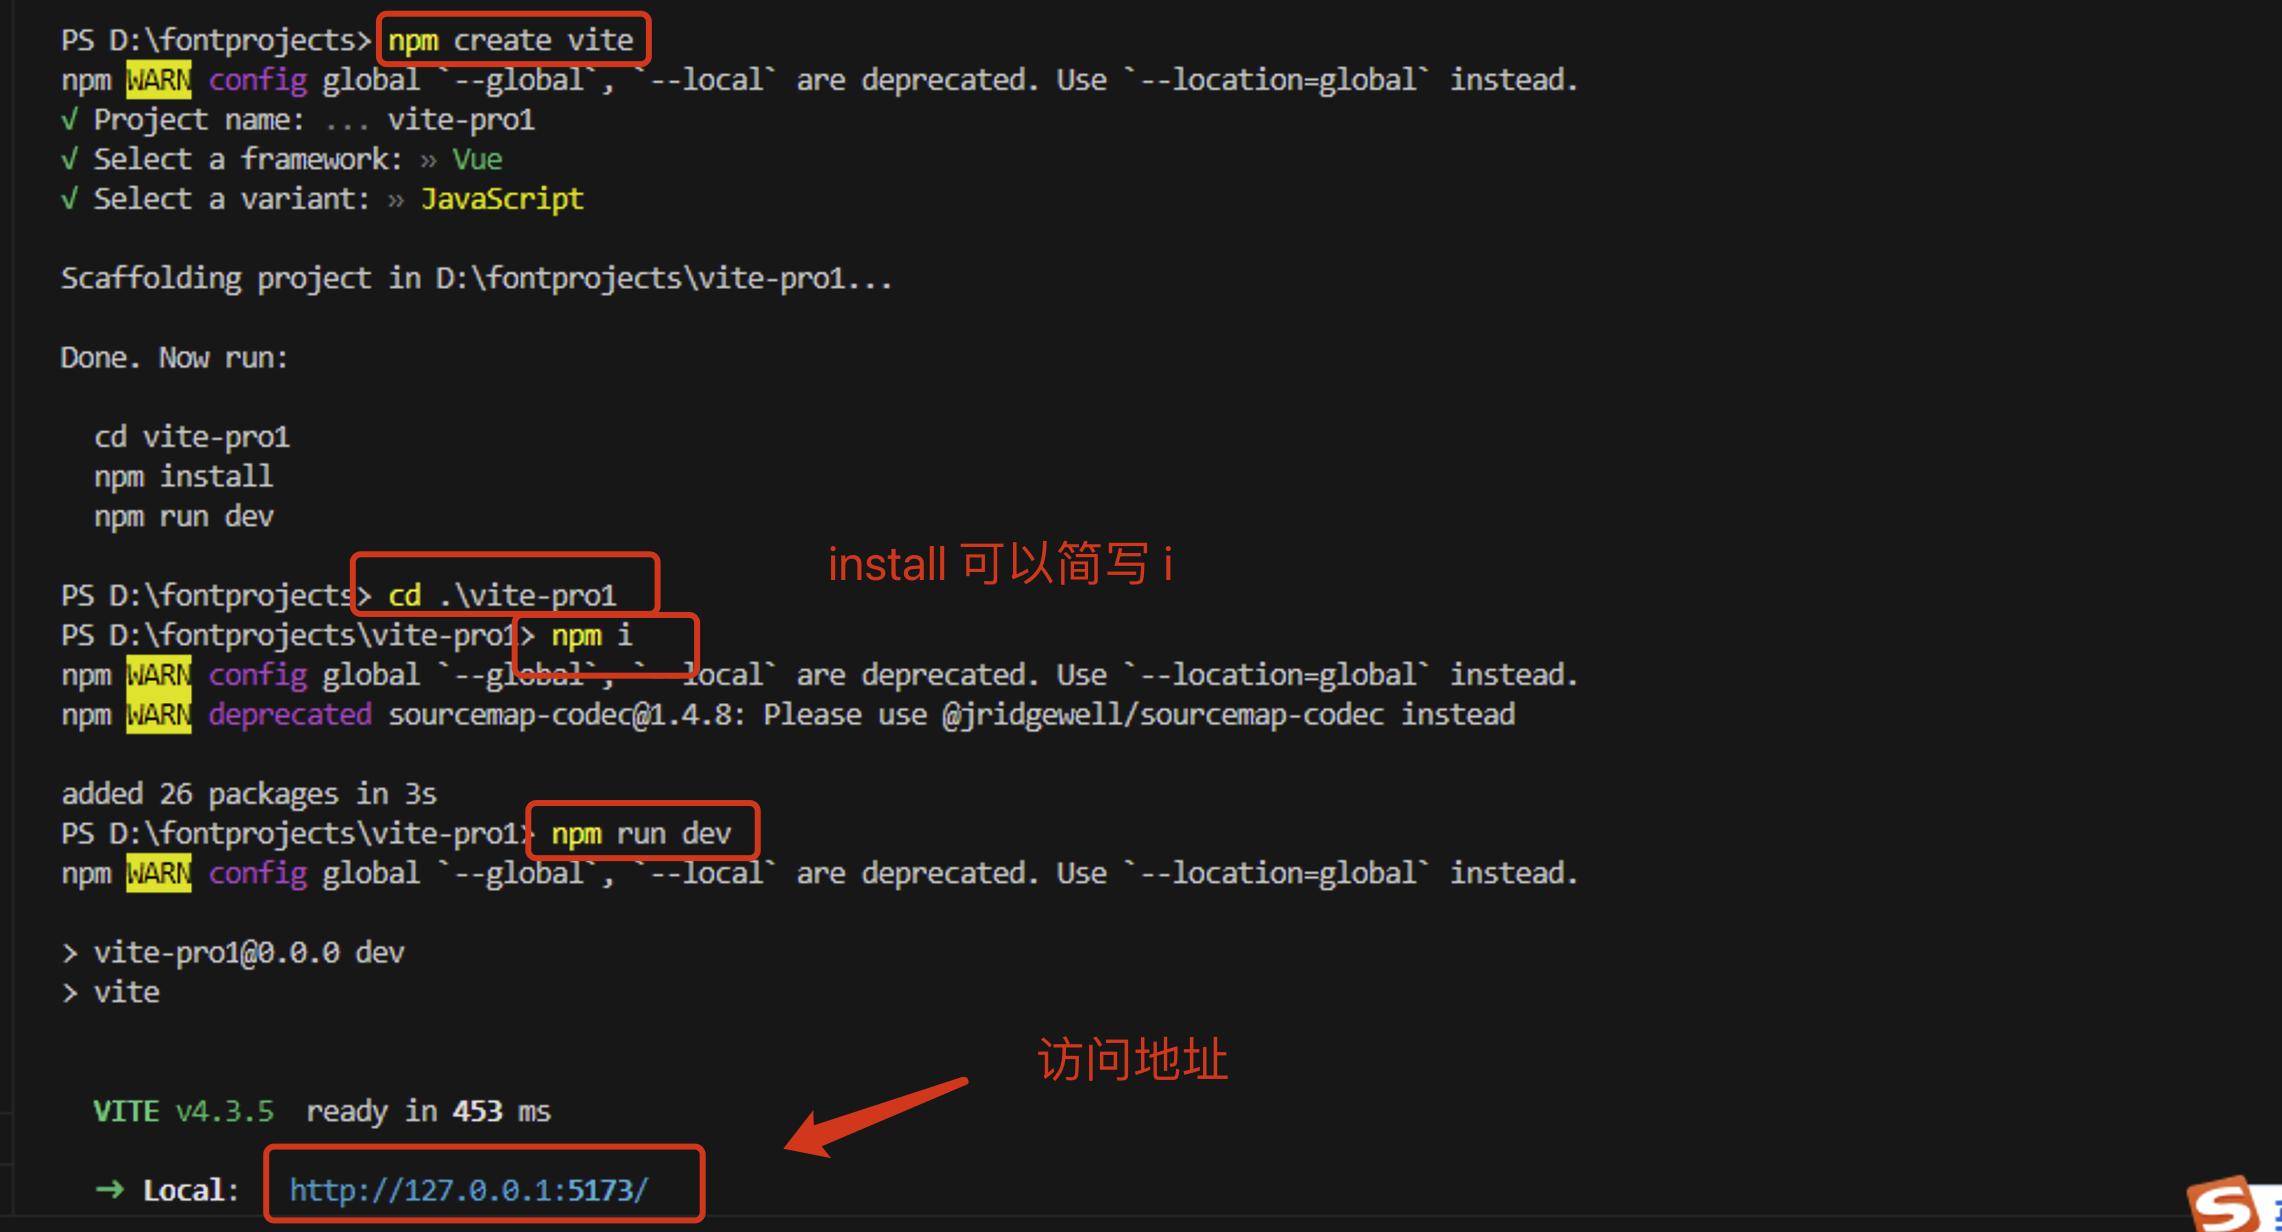 PS D:\fontprojects> npm create vite
npm WARN config global `--global`, `--local` are deprecated. Use `--location=global` instead.
√ Project name: ... vite-pro1
√ Select a framework: » Vue
√ Select a variant: » JavaScript
Scaffolding project in D:\fontprojects\vite-pro1...
Done. Now run:
cd vite-pro1
npm install
npm run dev
install 可以简写 i
PS D:\fontprojects> cd .\vite-pro1
PS D:\fontprojects\vite-pro1> npm i
npm WARN config global `--global`, `--local` are deprecated. Use `--location=global` instead.
npm WARN deprecated sourcemap-codec@1.4.8: Please use @jridgewell/sourcemap-codec instead
added 26 packages in 3s
PS D:\fontprojects\vite-pro1> npm run dev
npm WARN config global `--global`, `--local` are deprecated. Use `--location=global` instead.
> vite-pro1@0.0.0 dev
> vite
访问地址
VITE v4.3.5 ready in 453 ms
→ Local: http://127.0.0.1:5173/